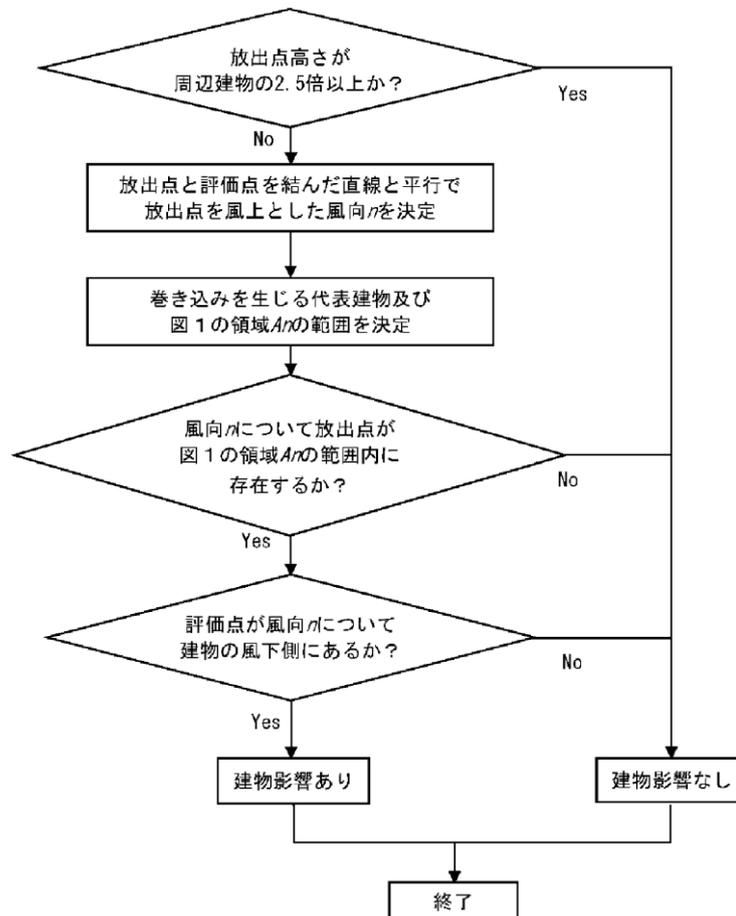 放出点高さが
周辺建物の2.5倍以上か？
Yes
No
放出点と評価点を結んだ直線と平行で
放出点を風上とした風向nを決定
巻き込みを生じる代表建物及び
図１の領域Anの範囲を決定
風向nについて放出点が
図１の領域Anの範囲内に
存在するか？
No
Yes
評価点が風向nについて
建物の風下側にあるか？
No
Yes
建物影響あり
建物影響なし
終了